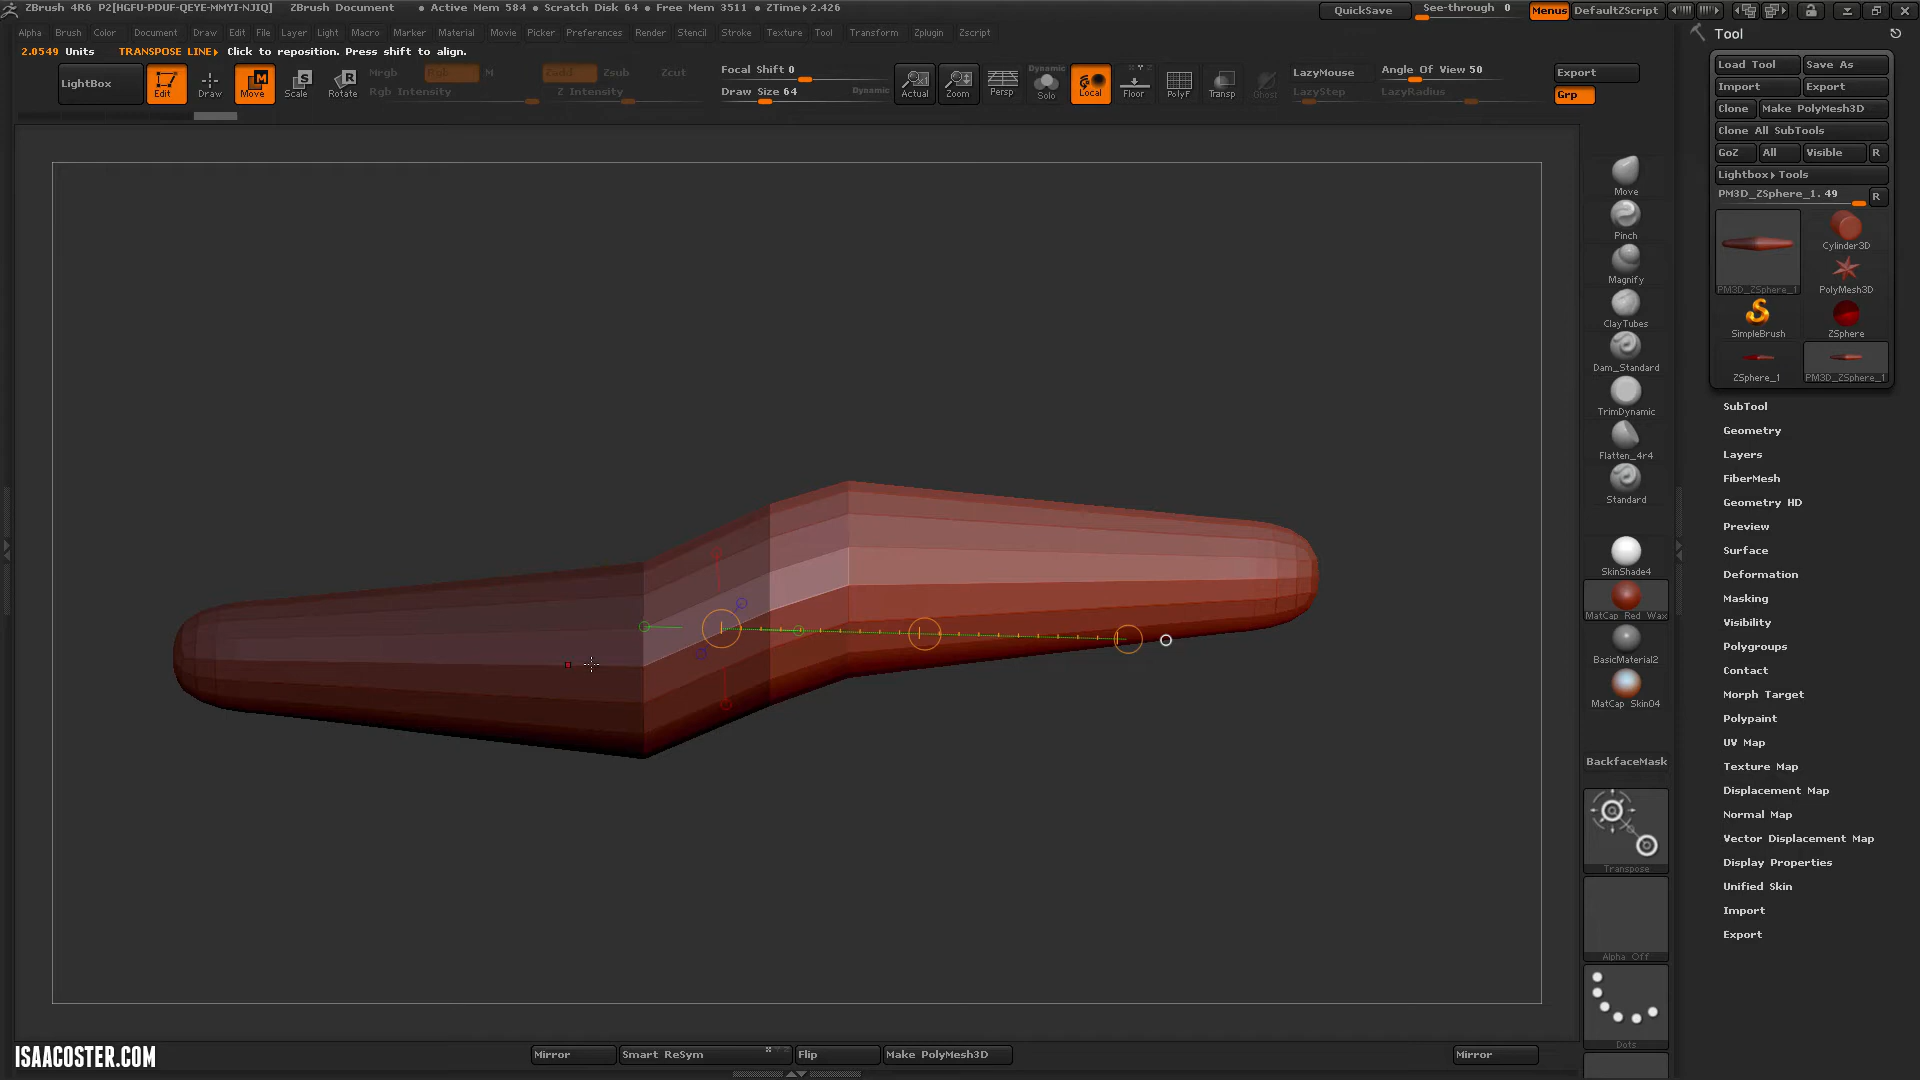 ZBrush 4R6 P2[HGFU-PDUF-QEYE-MMYI-NJIQ] ZBrush Document • Active Mem 584 • Scratch Disk 64 • Free Mem 3511 • ZTime▸2.426 QuickSave See-through 0 Menus DefaultZScript
Alpha Brush Color Document Draw Edit File Layer Light Macro Marker Material Movie Picker Preferences Render Stencil Stroke Texture Tool Transform Zplugin Zscript
2.0549 Units TRANSPOSE LINE▸ Click to reposition. Press shift to align.
LightBox Edit Draw Move Scale Rotate
Mrgb Rgb M Zadd Zsub Zcut
Rgb Intensity Z Intensity
Focal Shift 0
Draw Size 64 Dynamic
Actual Zoom Persp Dynamic Solo Local Floor PolyF Transp Ghost
LazyMouse Angle Of View 50
LazyStep LazyRadius
Export
Grp
Tool
Load Tool Save As
Import Export
Clone Make PolyMesh3D
Clone All SubTools
GoZ All Visible R
Lightbox▸Tools
PM3D_ZSphere_1. 49 R
Cylinder3D
PM3D_ZSphere_1 PolyMesh3D
SimpleBrush ZSphere
ZSphere_1 PM3D_ZSphere_1
SubTool
Geometry
Layers
FiberMesh
Geometry HD
Preview
Surface
Deformation
Masking
Visibility
Polygroups
Contact
Morph Target
Polypaint
UV Map
Texture Map
Displacement Map
Normal Map
Vector Displacement Map
Display Properties
Unified Skin
Import
Export
Move
Pinch
Magnify
ClayTubes
Dam_Standard
TrimDynamic
Flatten_4r4
Standard
SkinShade4
MatCap Red Wax
BasicMaterial2
MatCap Skin04
BackfaceMask
Transpose
Alpha Off
Dots
Mirror Smart ReSym Flip Make PolyMesh3D Mirror
ISAACOSTER.COM